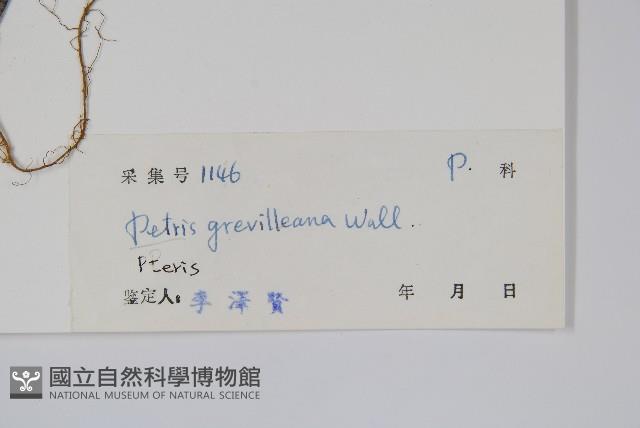 采集号 1146 P. 科
Petris grevilleana Wall.
Pteris
鉴定人: 李澤賢 年 月 日
國立自然科學博物館
NATIONAL MUSEUM OF NATURAL SCIENCE